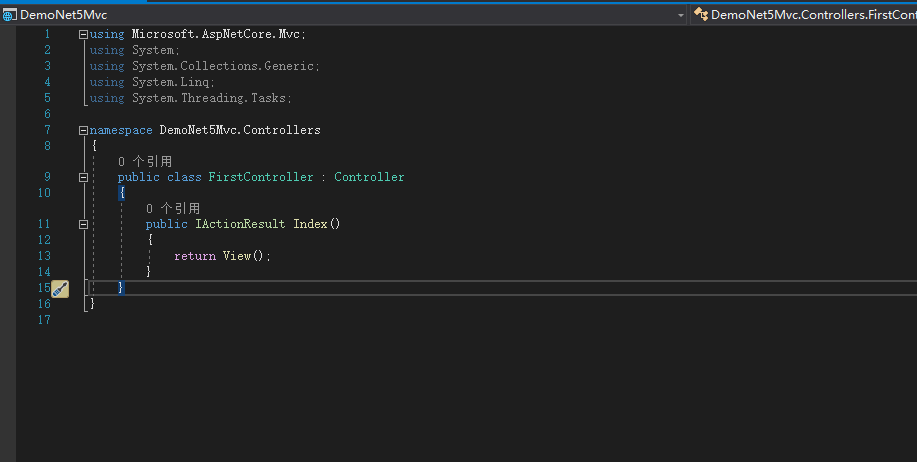 DemoNet5Mvc DemoNet5Mvc.Controllers.FirstCont
1 using Microsoft.AspNetCore.Mvc;
2 using System;
3 using System.Collections.Generic;
4 using System.Linq;
5 using System.Threading.Tasks;
6
7 namespace DemoNet5Mvc.Controllers
8 {
0 个引用
9 public class FirstController : Controller
10 {
0 个引用
11 public IActionResult Index()
12 {
13 return View();
14 }
15 }
16 }
17